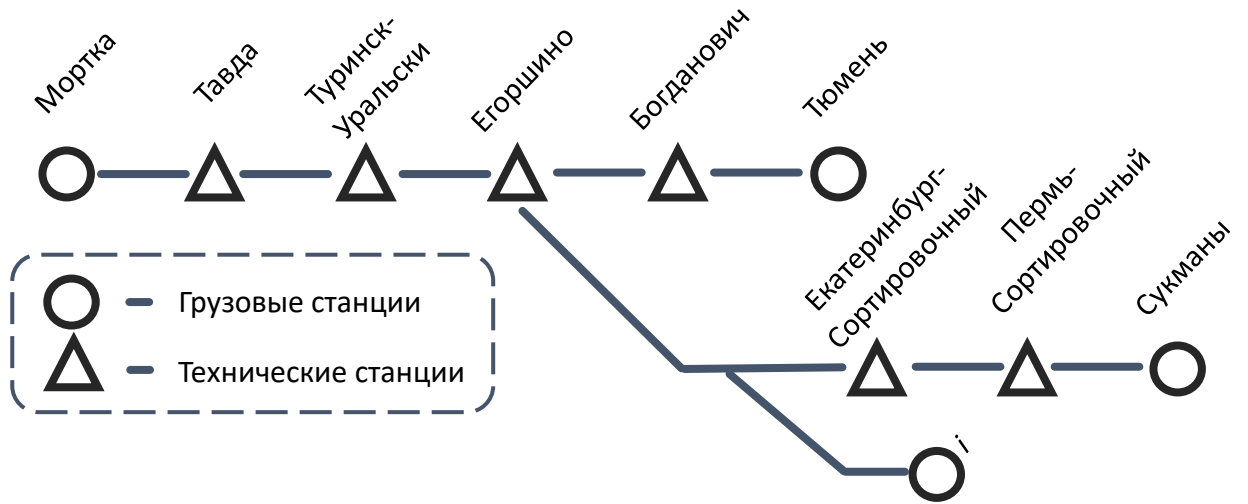 Мортка
Тавда
Туринск-
Уральски
Егоршино
Богданович
Тюмень
Екатеринбург-
Сортировочный
Пермь-
Сортировочный
Сукманы
Грузовые станции
Технические станции
i